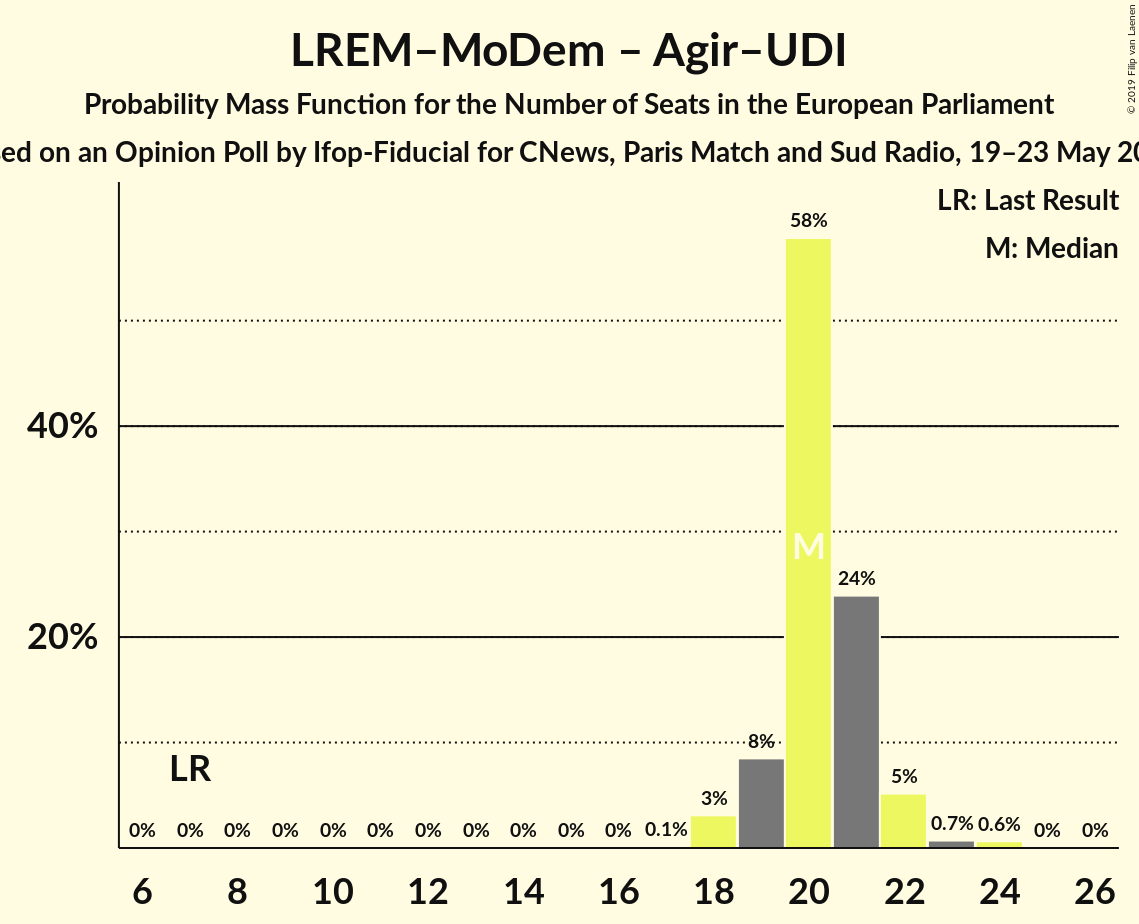 LREM–MoDem – Agir–UDI
Probability Mass Function for the Number of Seats in the European Parliament
on an Opinion Poll by Ifop-Fiducial for CNews, Paris Match and Sud Radio, 19–23 May
© 2019 Filip van Laenen
LR: Last Result
M: Median
58%
40%
M
24%
20%
8%
LR
5%
3%
0% 0% 0% 0% 0% 0% 0% 0% 0% 0% 0% 0.1% 0.7% 0.6% 0% 0%
6 8 10 12 14 16 18 20 22 24 26